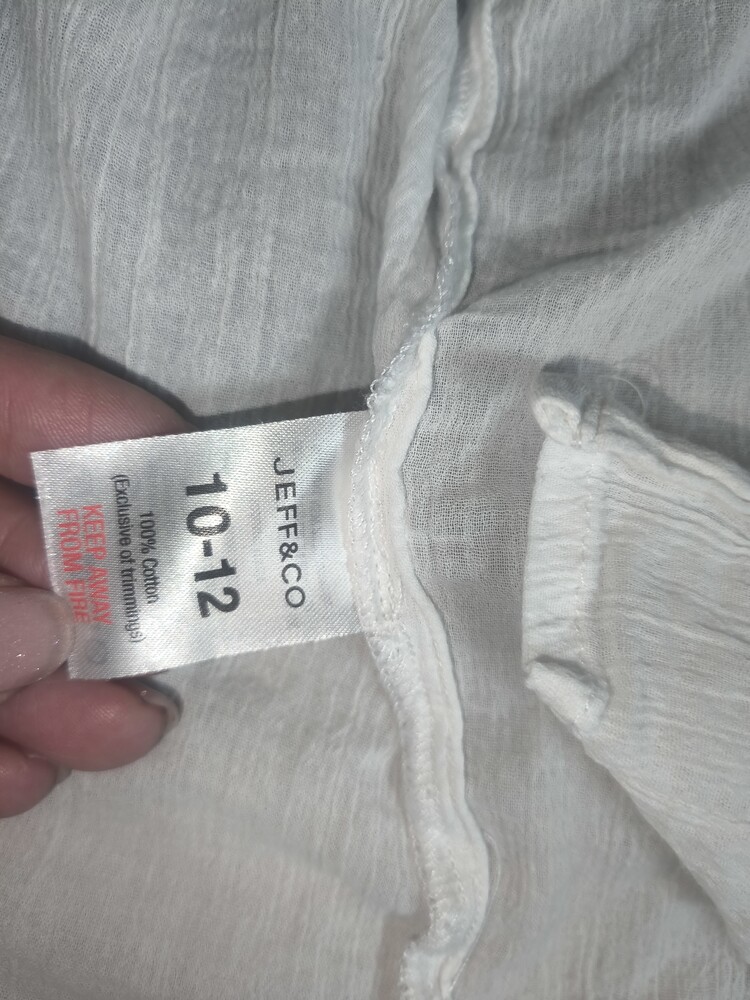 JEFF&CO
10-12
100% Cotton
(Exclusive of trimmings)
KEEP AWAY
FROM FIRE